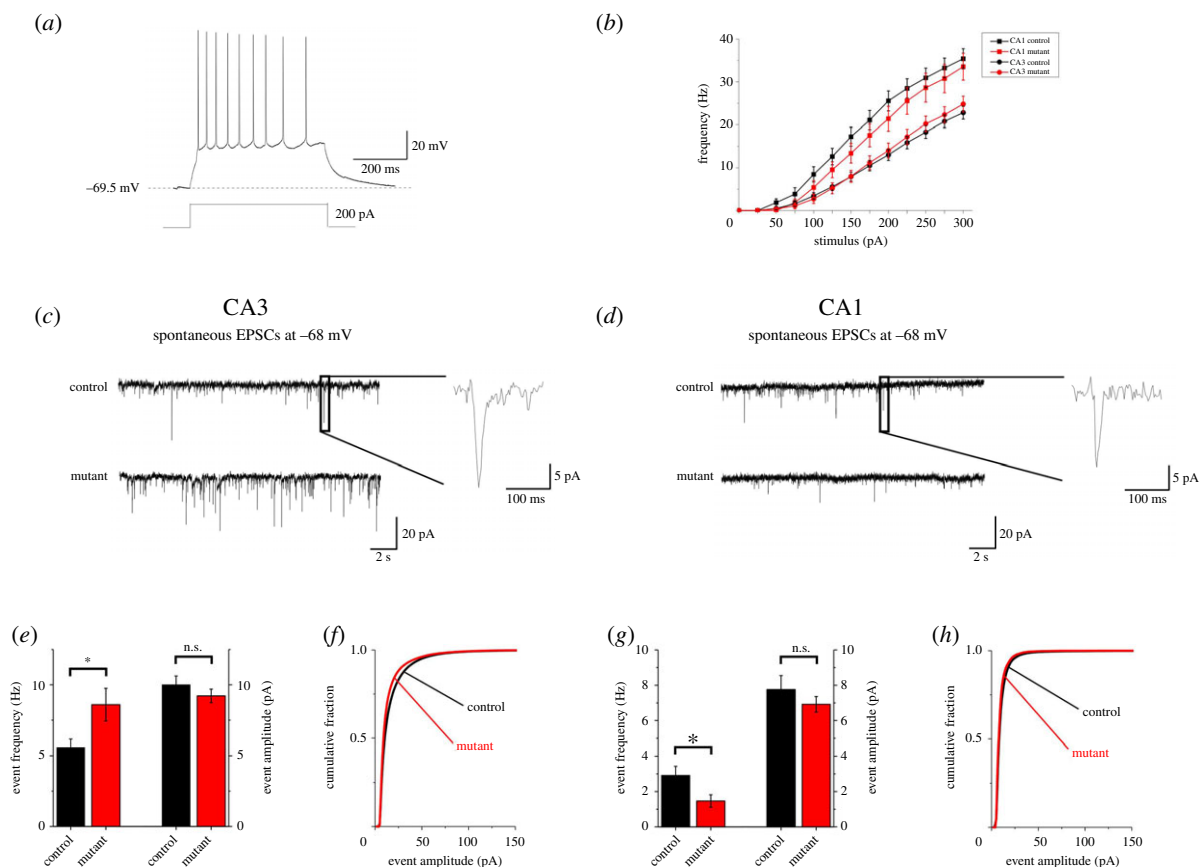 (a)
20 mV
200 ms
–69.5 mV
200 pA
(b)
40
30
20
10
0
frequency (Hz)
50
100
150
200
250
300
stimulus (pA)
CA1 control
CA1 mutant
CA3 control
CA3 mutant
(c)
CA3
spontaneous EPSCs at –68 mV
control
mutant
5 pA
100 ms
20 pA
2 s
(d)
CA1
spontaneous EPSCs at –68 mV
control
mutant
5 pA
100 ms
20 pA
2 s
(e)
*
n.s.
10
5
0
event frequency (Hz)
10
5
0
event amplitude (pA)
control
mutant
control
mutant
(f)
1.0
0.5
cumulative fraction
control
mutant
0
50
100
150
event amplitude (pA)
(g)
*
n.s.
10
8
6
4
2
0
event frequency (Hz)
10
8
6
4
2
0
event amplitude (pA)
control
mutant
control
mutant
(h)
1.0
0.5
cumulative fraction
control
mutant
0
50
100
150
event amplitude (pA)